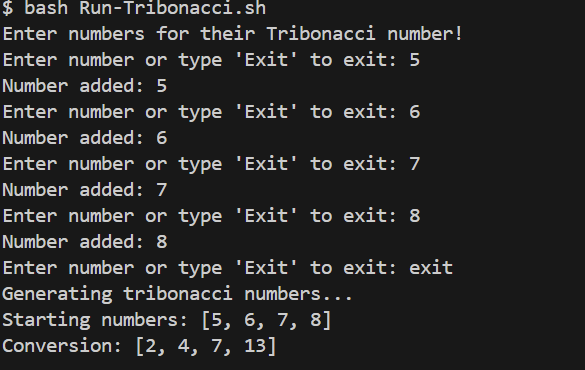 $ bash Run-Tribonacci.sh
Enter numbers for their Tribonacci number!
Enter number or type 'Exit' to exit: 5
Number added: 5
Enter number or type 'Exit' to exit: 6
Number added: 6
Enter number or type 'Exit' to exit: 7
Number added: 7
Enter number or type 'Exit' to exit: 8
Number added: 8
Enter number or type 'Exit' to exit: exit
Generating tribonacci numbers...
Starting numbers: [5, 6, 7, 8]
Conversion: [2, 4, 7, 13]